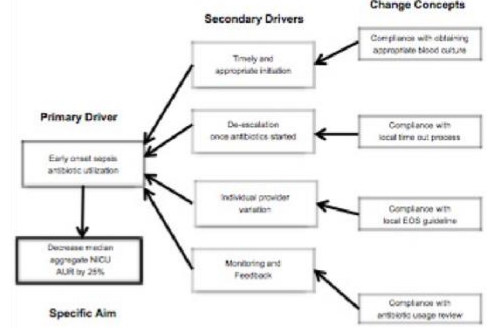 Change Concepts
Secondary Drivers
Compliance with obtaining
appropriate blood culture
Timely and
appropriate initiation
Primary Driver
De-escalation
once antibiotics started
Compliance with
local time out process
Early onset sepsis
antibiotic utilization
Individual provider
variation
Compliance with
local EOS guideline
Decrease median
aggregate NICU
AUR by 25%
Monitoring and
Feedback
Specific Aim
Compliance with
antibiotic usage review